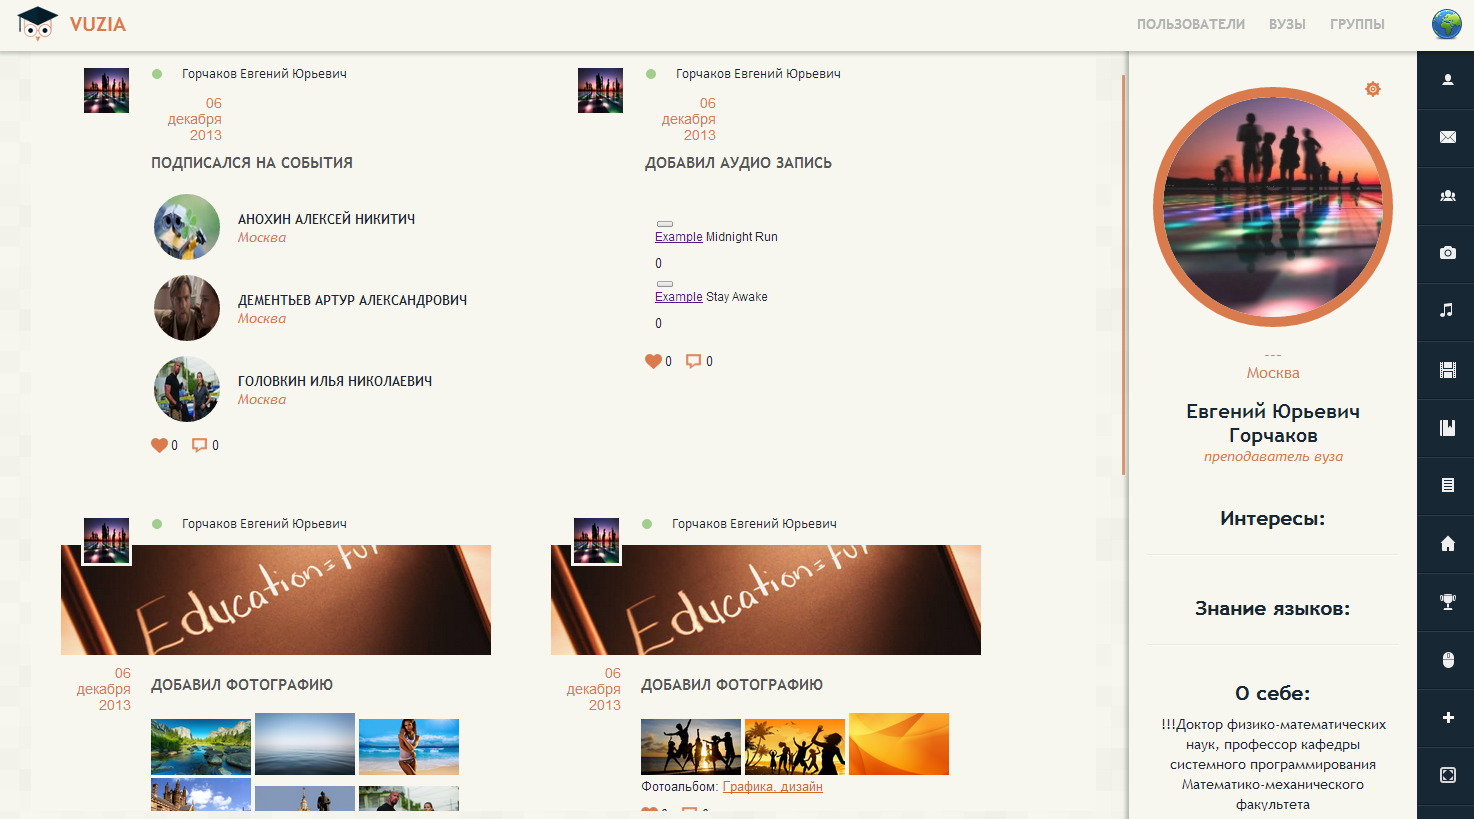 VUZIA
ПОЛЬЗОВАТЕЛИ ВУЗЫ ГРУППЫ
Горчаков Евгений Юрьевич
06
декабря
2013
ПОДПИСАЛСЯ НА СОБЫТИЯ
АНОХИН АЛЕКСЕЙ НИКИТИЧ
Москва
ДЕМЕНТЬЕВ АРТУР АЛЕКСАНДРОВИЧ
Москва
ГОЛОВКИН ИЛЬЯ НИКОЛАЕВИЧ
Москва
0 0
Горчаков Евгений Юрьевич
06
декабря
2013
ДОБАВИЛ АУДИО ЗАПИСЬ
Example Midnight Run
0
Example Stay Awake
0
0 0
Горчаков Евгений Юрьевич
Education=fu
06
декабря
2013
ДОБАВИЛ ФОТОГРАФИЮ
Горчаков Евгений Юрьевич
Education=fu
06
декабря
2013
ДОБАВИЛ ФОТОГРАФИЮ
Фотоальбом: Графика, дизайн
---
Москва
Евгений Юрьевич
Горчаков
преподаватель вуза
Интересы:
Знание языков:
О себе:
!!!Доктор физико-математических
наук, профессор кафедры
системного программирования
Математико-механического
факультета